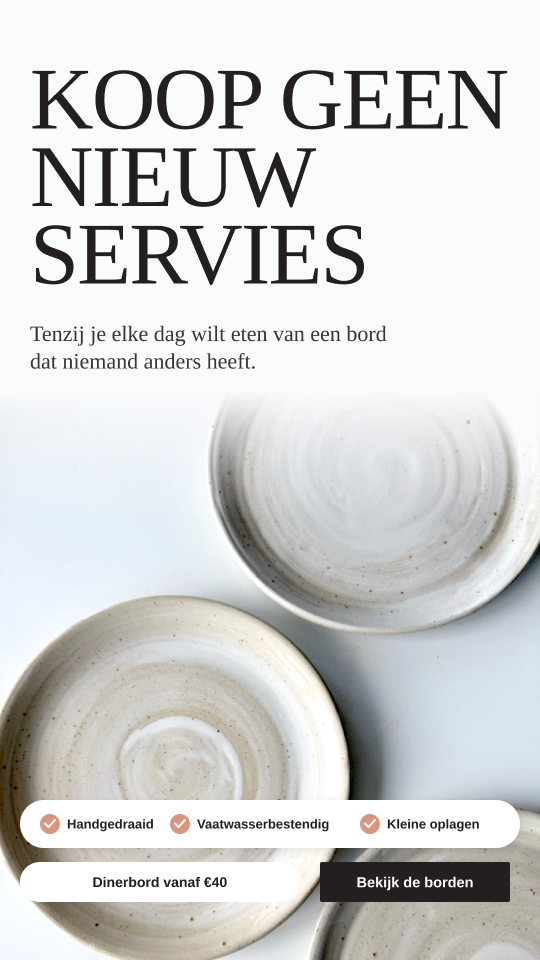 KOOP GEEN
NIEUW
SERVIES
Tenzij je elke dag wilt eten van een bord
dat niemand anders heeft.
Handgedraaid Vaatwasserbestendig Kleine oplagen
Dinerbord vanaf €40 Bekijk de borden